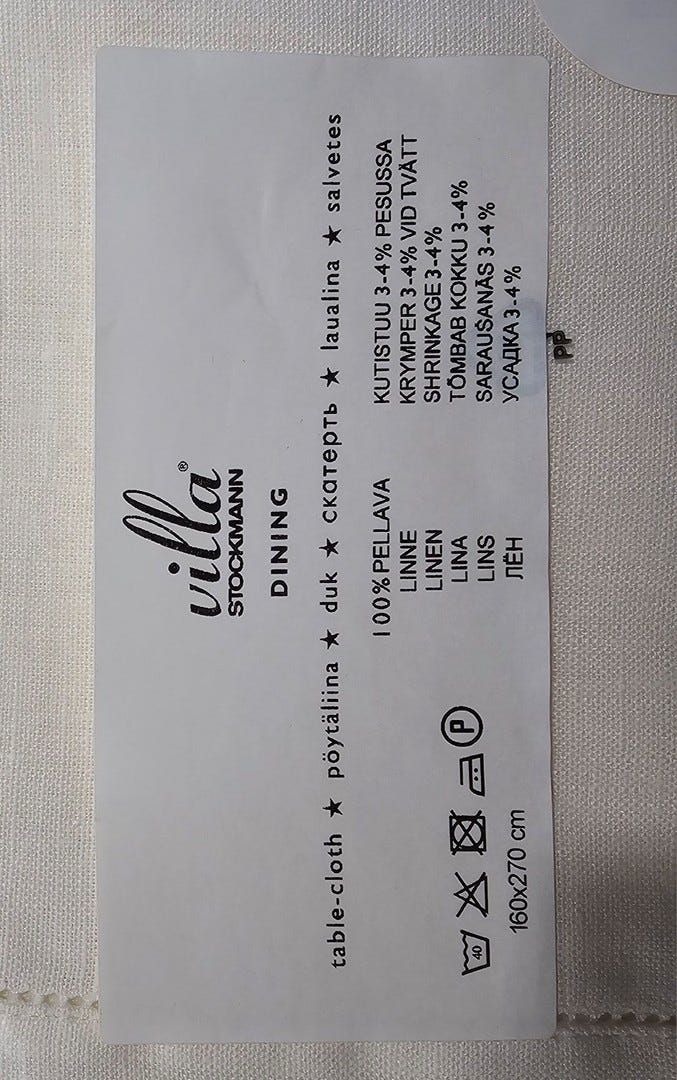 villa®
STOCKMANN
DINING
table-cloth ★ pöytäliina ★ duk ★ скатерть ★ laualina ★ salvetes
100% PELLAVA
LINNE
LINEN
LINA
LINS
ЛЁН
KUTISTUU 3-4% PESUSSA
KRYMPER 3-4% VID TVÄTT
SHRINKAGE 3-4%
TÕMBAB KOKKU 3-4%
SARAUŠANĀS 3-4%
УСАДКА 3-4%
40
P
160x270 cm
PP